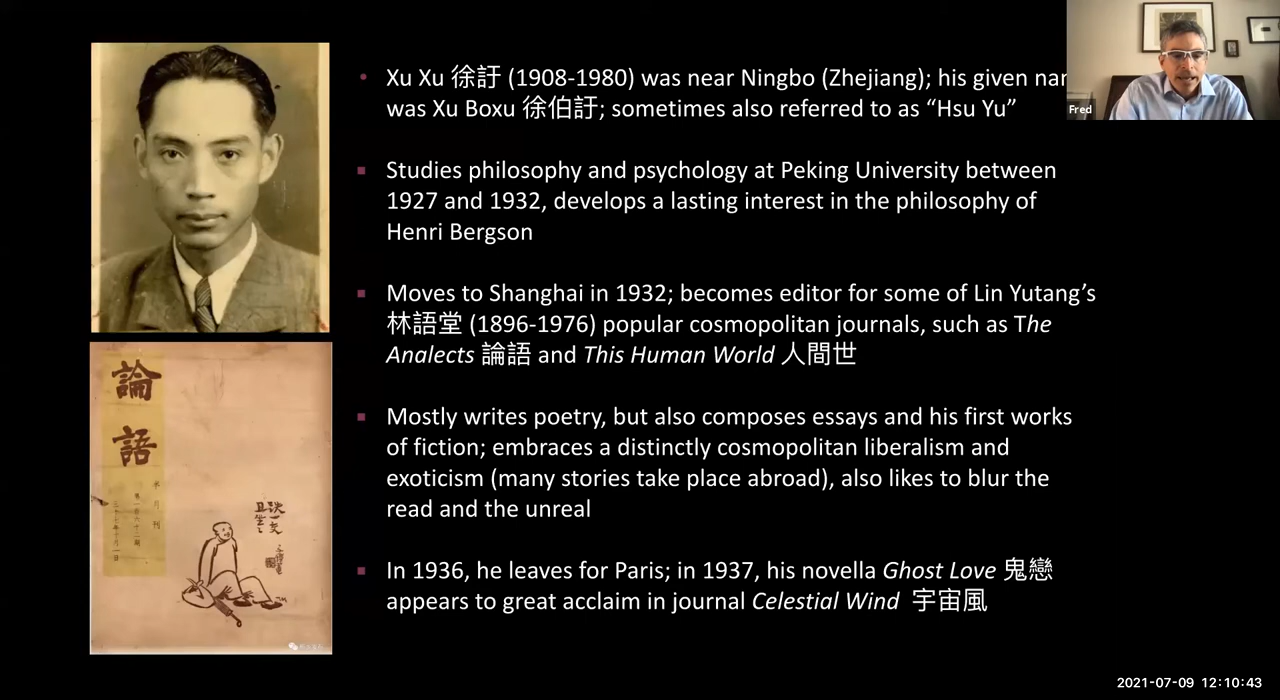 Xu Xu 徐訏 (1908-1980) was near Ningbo (Zhejiang); his given nar
was Xu Boxu 徐伯訏; sometimes also referred to as “Hsu Yu”
Studies philosophy and psychology at Peking University between
1927 and 1932, develops a lasting interest in the philosophy of
Henri Bergson
Moves to Shanghai in 1932; becomes editor for some of Lin Yutang’s
林語堂 (1896-1976) popular cosmopolitan journals, such as The
Analects 論語 and This Human World 人間世
Mostly writes poetry, but also composes essays and his first works
of fiction; embraces a distinctly cosmopolitan liberalism and
exoticism (many stories take place abroad), also likes to blur the
read and the unreal
In 1936, he leaves for Paris; in 1937, his novella Ghost Love 鬼戀
appears to great acclaim in journal Celestial Wind 宇宙風
Fred
論語
半月刊
2021-07-09 12:10:43